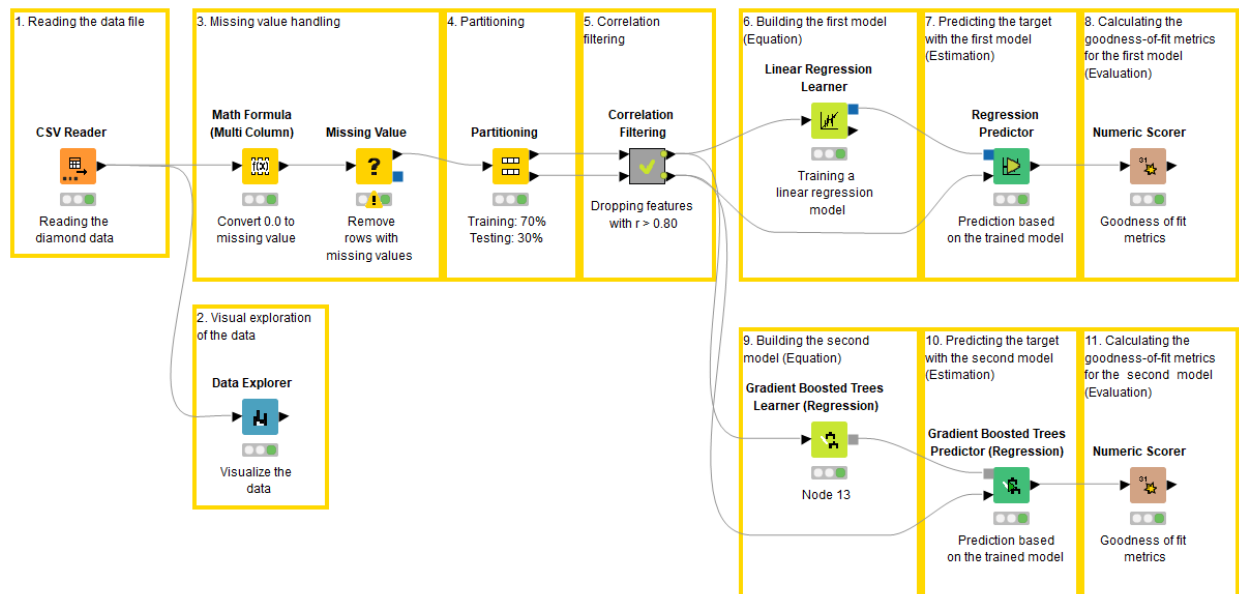 1. Reading the data file
CSV Reader
Reading the
diamond data
3. Missing value handling
Math Formula
(Multi Column)
f(x)
Convert 0.0 to
missing value
Missing Value
?
Remove
rows with
missing values
4. Partitioning
Partitioning
Training: 70%
Testing: 30%
5. Correlation
filtering
Correlation
Filtering
Dropping features
with r > 0.80
6. Building the first model
(Equation)
Linear Regression
Learner
Training a
linear regression
model
7. Predicting the target
with the first model
(Estimation)
Regression
Predictor
Prediction based
on the trained model
8. Calculating the
goodness-of-fit metrics
for the first model
(Evaluation)
Numeric Scorer
01
Goodness of fit
metrics
2. Visual exploration
of the data
Data Explorer
Visualize the
data
9. Building the second
model (Equation)
Gradient Boosted Trees
Learner (Regression)
Node 13
10. Predicting the target
with the second model
(Estimation)
Gradient Boosted Trees
Predictor (Regression)
Prediction based
on the trained model
11. Calculating the
goodness-of-fit metrics
for the second model
(Evaluation)
Numeric Scorer
01
Goodness of fit
metrics